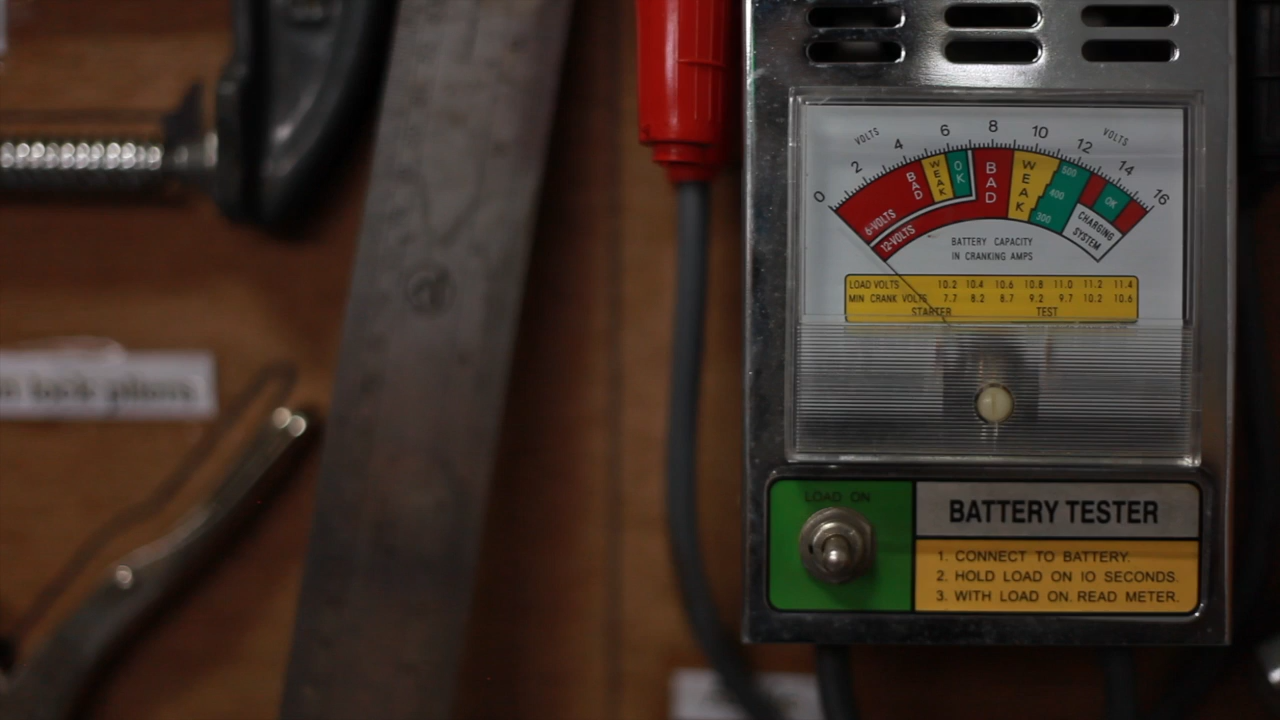 VOLTS VOLTS
0 2 4 6 8 10 12 14 16
BAD WEAK OK BAD WEAK 500 400 300 OK
6-VOLTS
12-VOLTS
CHARGING
SYSTEM
BATTERY CAPACITY
IN CRANKING AMPS
LOAD VOLTS 10.2 10.4 10.6 10.8 11.0 11.2 11.4
MIN CRANK VOLTS 7.7 8.2 8.7 9.2 9.7 10.2 10.6
STARTER TEST
lock pliers
LOAD ON
BATTERY TESTER
1. CONNECT TO BATTERY.
2. HOLD LOAD ON 10 SECONDS.
3. WITH LOAD ON. READ METER.